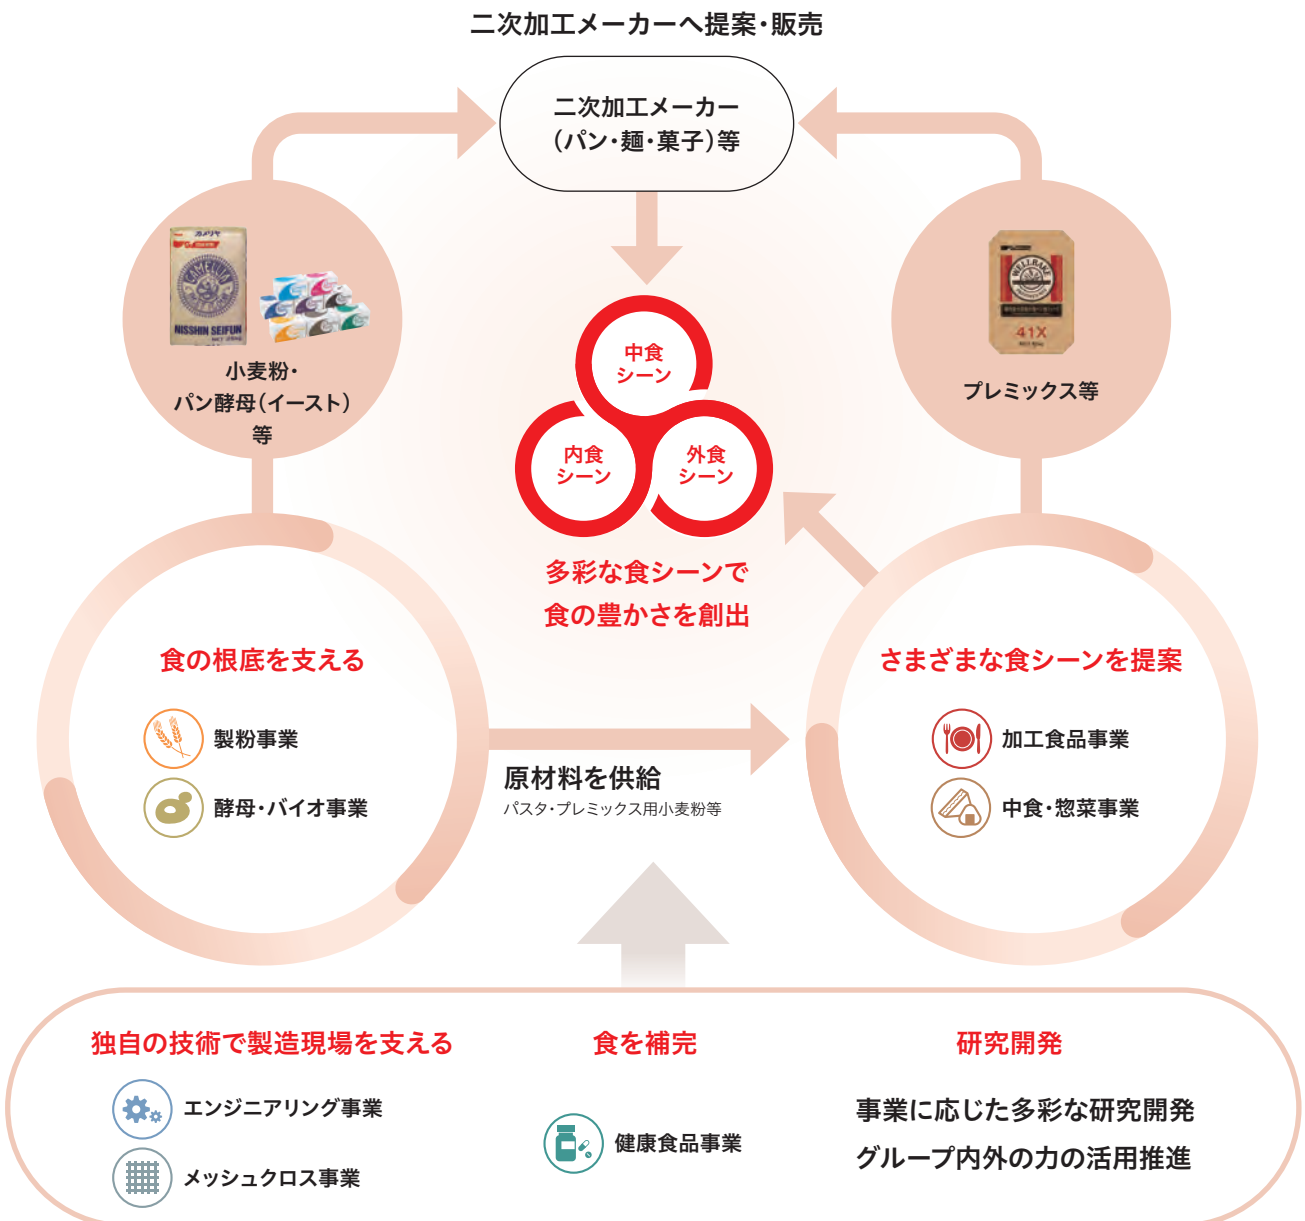 二次加工メーカーへ提案・販売
二次加工メーカー
(パン・麺・菓子)等
カメリヤ
CAMELLIA
NISSHIN SEIFUN
小麦粉・
パン酵母(イースト)
等
WELLBAKE
41X
プレミックス等
中食
シーン
内食
シーン
外食
シーン
多彩な食シーンで
食の豊かさを創出
食の根底を支える
製粉事業
酵母・バイオ事業
原材料を供給
パスタ・プレミックス用小麦粉等
さまざまな食シーンを提案
加工食品事業
中食・惣菜事業
独自の技術で製造現場を支える
エンジニアリング事業
メッシュクロス事業
食を補完
健康食品事業
研究開発
事業に応じた多彩な研究開発
グループ内外の力の活用推進